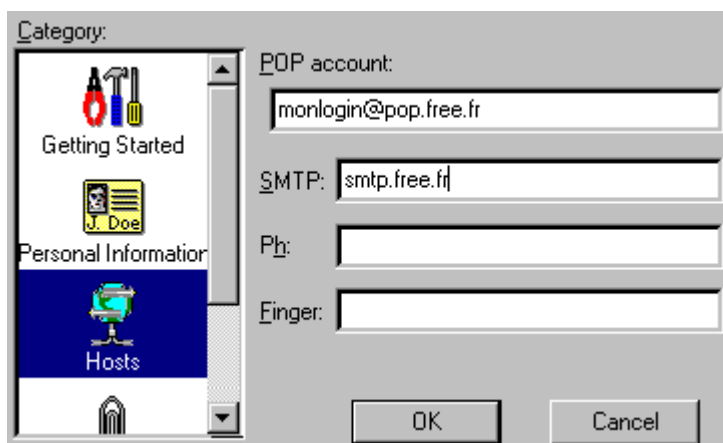 Category:
Getting Started
J. Doe
Personal Information
Hosts
POP account:
monlogin@pop.free.fr
SMTP: smtp.free.fr
Ph:
Finger:
OK Cancel